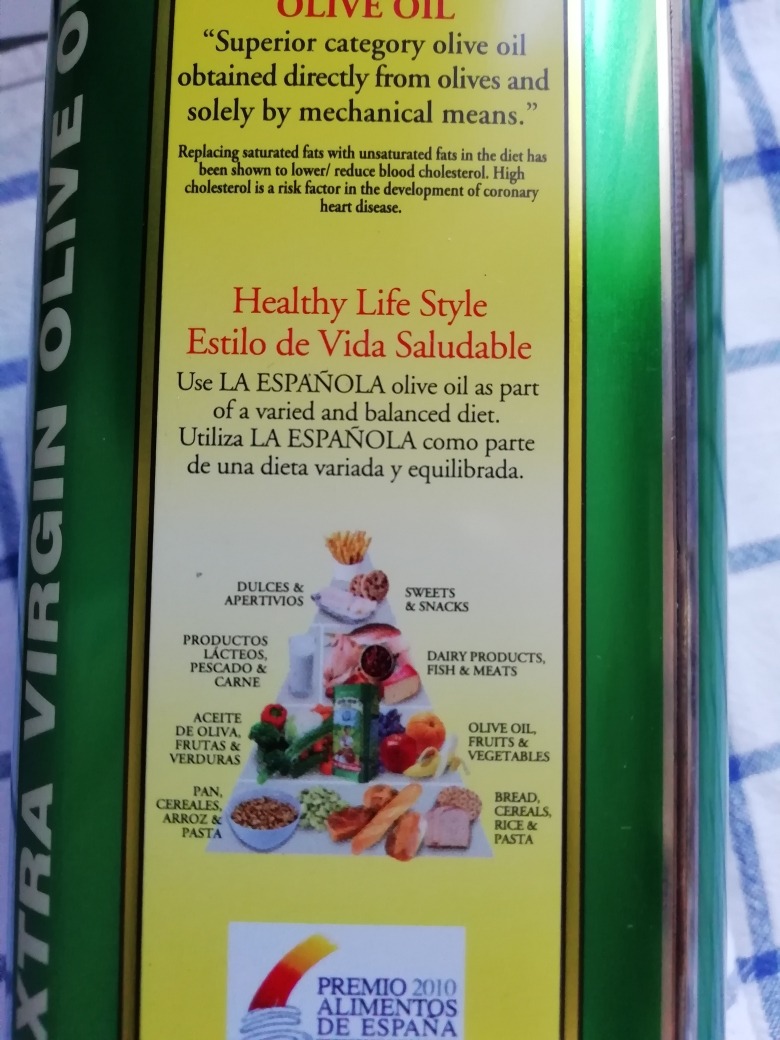 OLIVE OIL
“Superior category olive oil
obtained directly from olives and
solely by mechanical means.”
Replacing saturated fats with unsaturated fats in the diet has
been shown to lower/ reduce blood cholesterol. High
cholesterol is a risk factor in the development of coronary
heart disease.
Healthy Life Style
Estilo de Vida Saludable
Use LA ESPAÑOLA olive oil as part
of a varied and balanced diet.
Utiliza LA ESPAÑOLA como parte
de una dieta variada y equilibrada.
DULCES &
APERTIVIOS
SWEETS
& SNACKS
PRODUCTOS
LÁCTEOS,
PESCADO &
CARNE
DAIRY PRODUCTS,
FISH & MEATS
ACEITE
DE OLIVA,
FRUTAS &
VERDURAS
OLIVE OIL,
FRUITS &
VEGETABLES
PAN,
CEREALES,
ARROZ &
PASTA
BREAD,
CEREALS,
RICE &
PASTA
PREMIO 2010
ALIMENTOS
DE ESPAÑA
XTRA VIRGIN OLIVE O